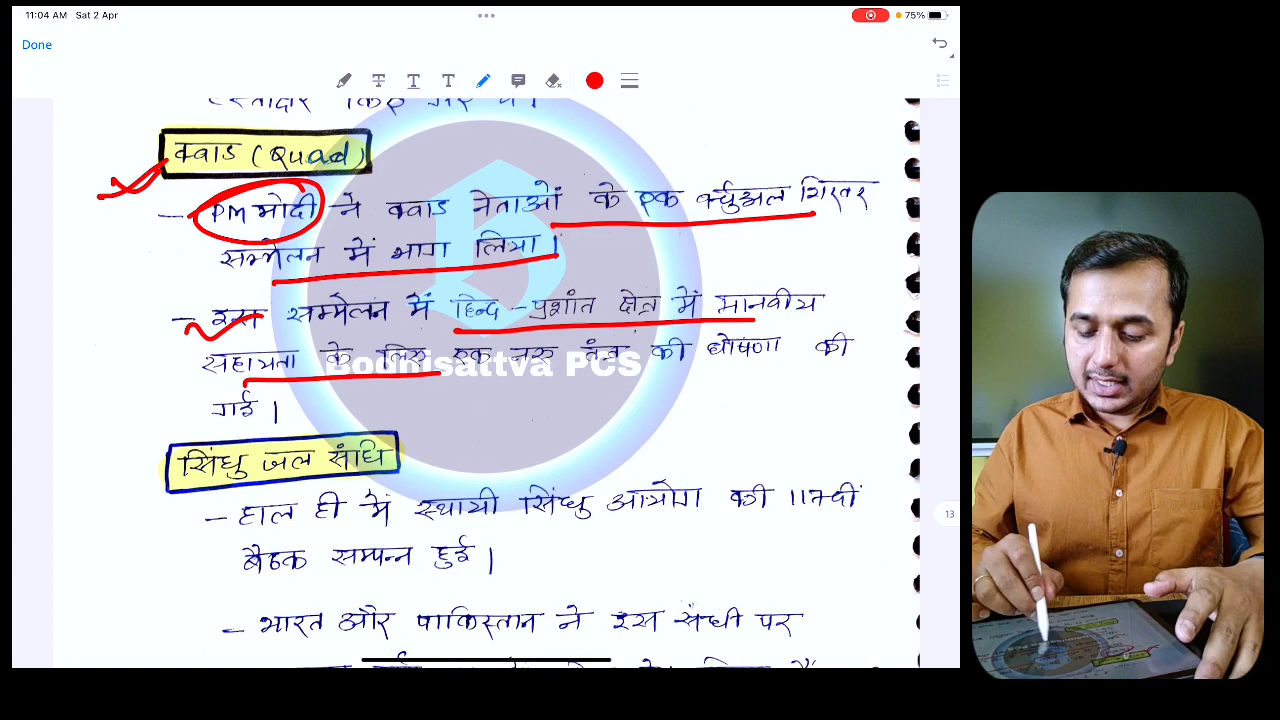 11:04 AM Sat 2 Apr
75%
Done
क्वाड (Quad)
- PM मोदी ने क्वाड नेताओं के एक वर्चुअल शिखर
सम्मेलन में भाग लिया।
- इस सम्मेलन में हिन्द-प्रशांत क्षेत्र में मानवीय
सहायता के लिए एक नए तंत्र की घोषणा की
गई।
Bodhisattva PCS
सिंधु जल संधि
- हाल ही में स्थायी सिंधु आयोग की 117वीं
बैठक सम्पन्न हुई।
13
- भारत और पाकिस्तान ने इस संधी पर